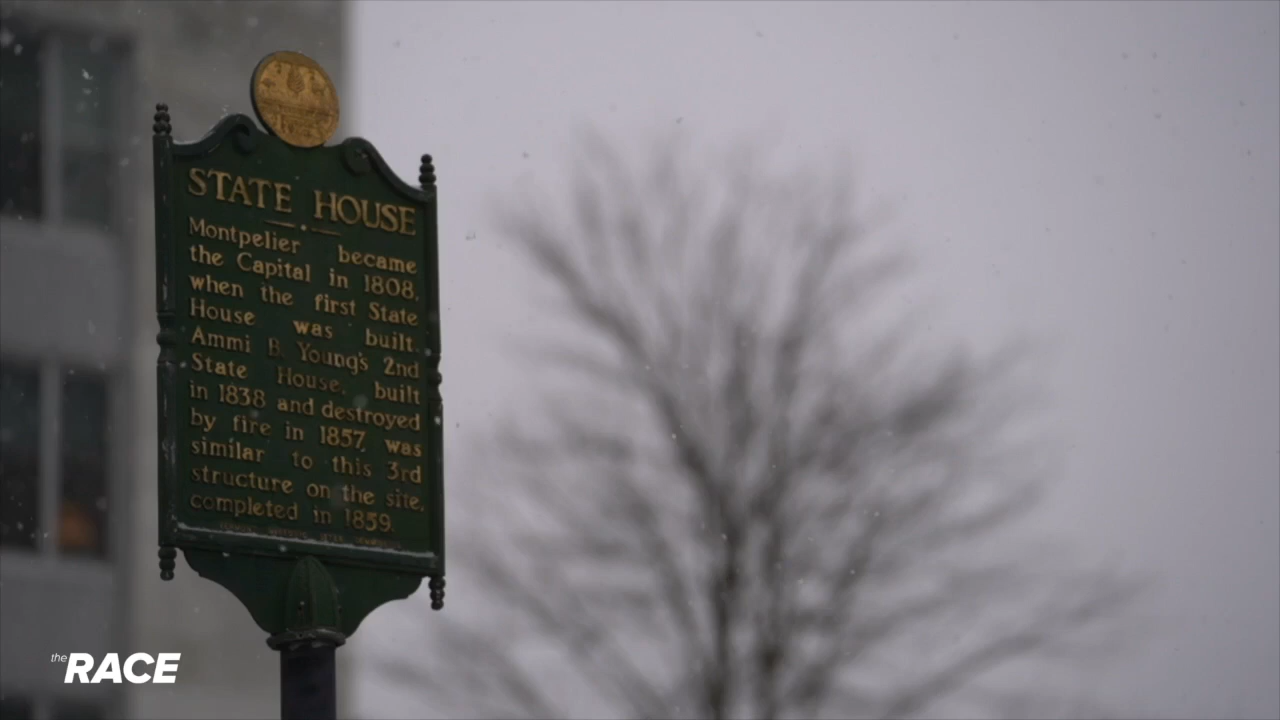 STATE HOUSE
Montpelier became
the Capital in 1808,
when the first State
House was built.
Ammi B. Young's 2nd
State House, built
in 1838 and destroyed
by fire in 1857, was
similar to this 3rd
structure on the site,
completed in 1859.
the RACE